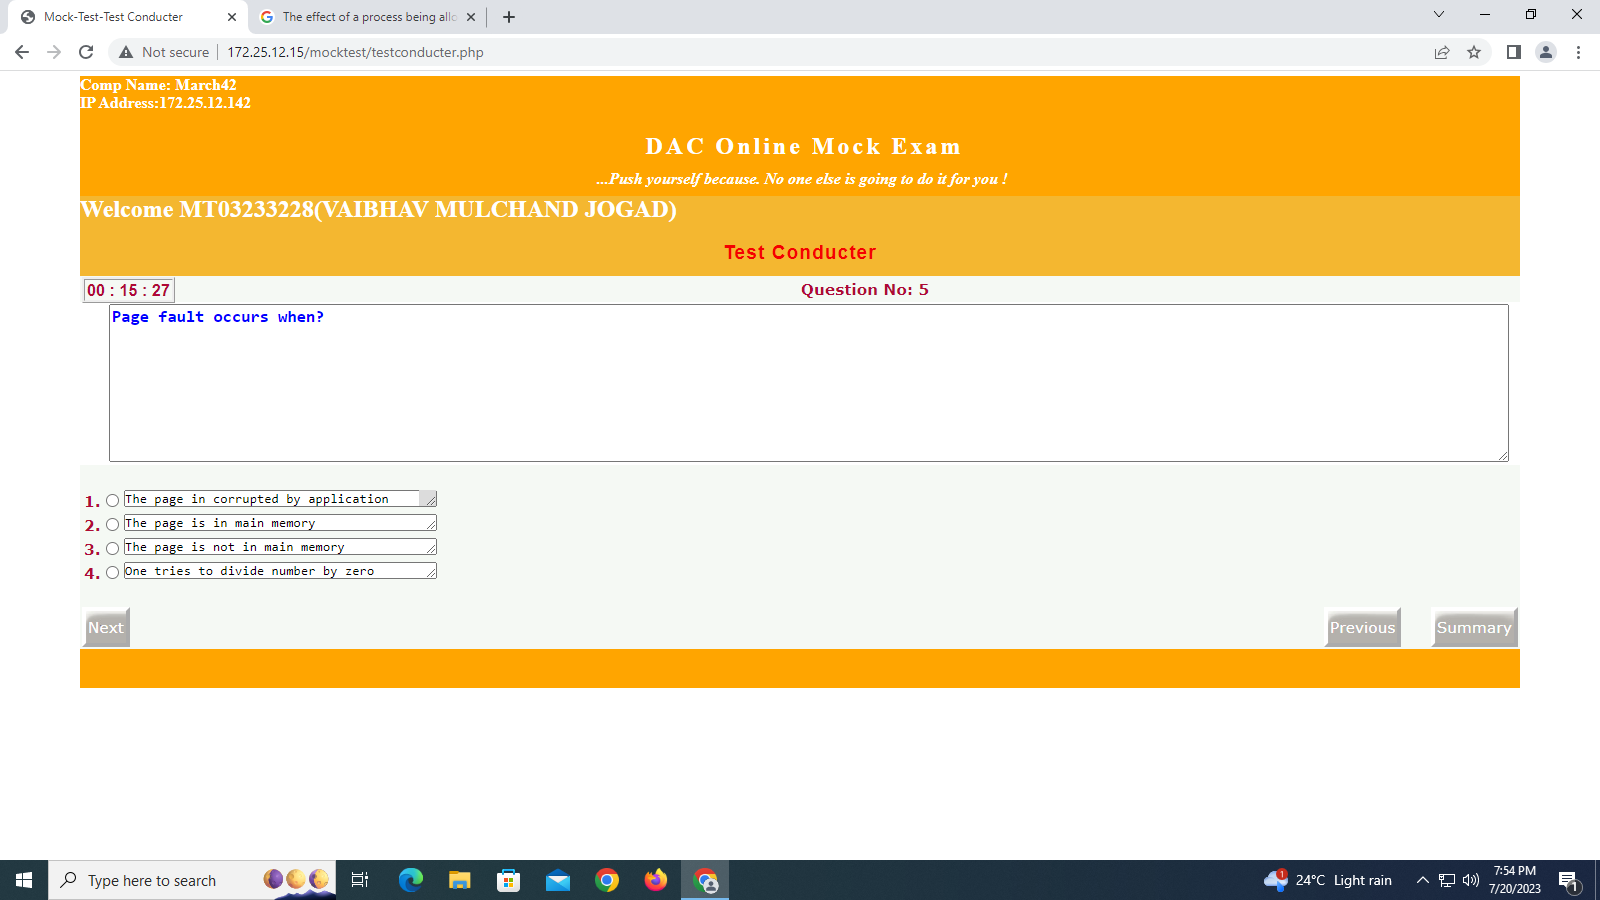 Mock-Test-Test Conducter
The effect of a process being allo
Not secure
172.25.12.15/mocktest/testconducter.php
Comp Name: March42
IP Address:172.25.12.142
DAC Online Mock Exam
...Push yourself because. No one else is going to do it for you !
Welcome MT03233228(VAIBHAV MULCHAND JOGAD)
Test Conducter
00 : 15 : 27
Question No: 5
Page fault occurs when?
1. The page in corrupted by application
2. The page is in main memory
3. The page is not in main memory
4. One tries to divide number by zero
Next
Previous
Summary
Type here to search
1
24°C Light rain
7:54 PM
7/20/2023
1